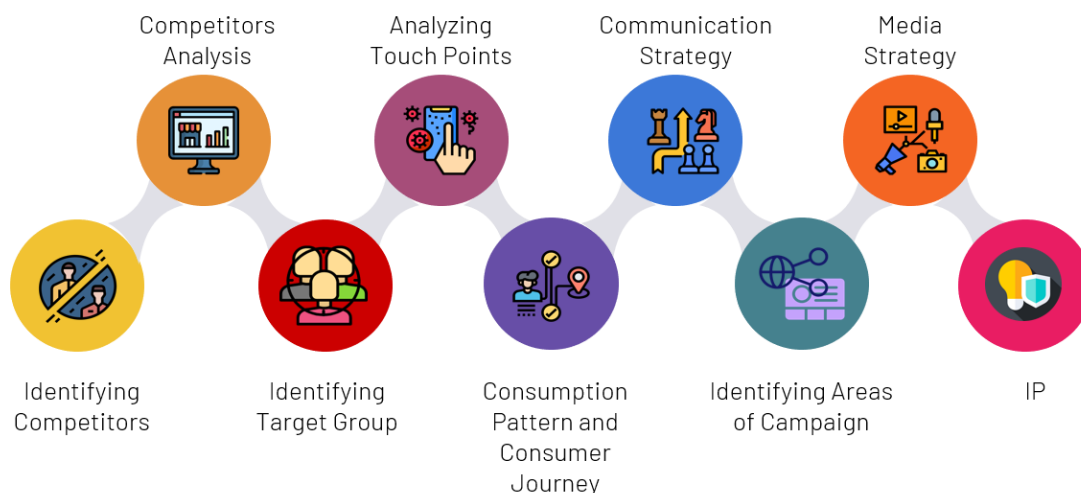 Competitors
Analysis
Analyzing
Touch Points
Communication
Strategy
Media
Strategy
Identifying
Competitors
Identifying
Target Group
Consumption
Pattern and
Consumer
Journey
Identifying Areas
of Campaign
IP